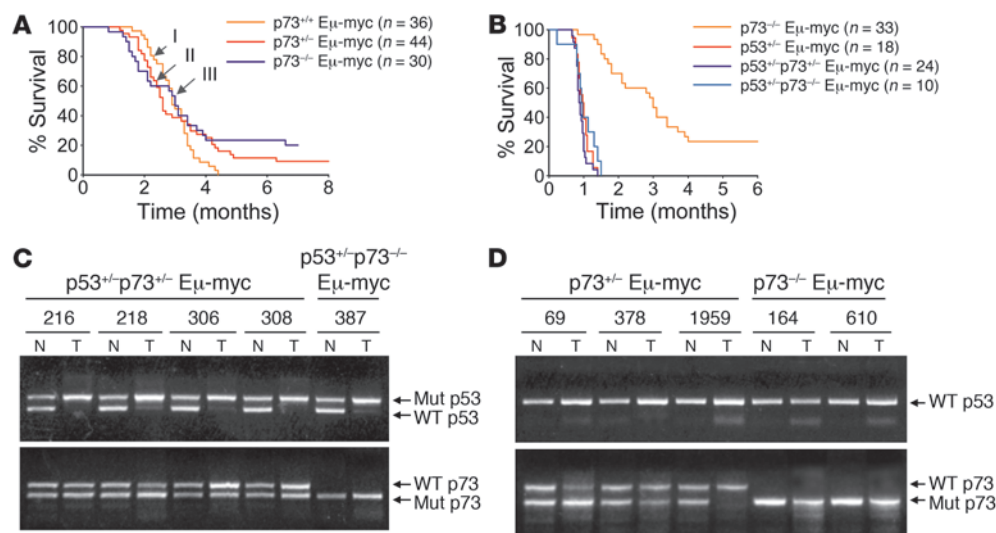 A
% Survival
100
80
60
40
20
0
0 2 4 6 8
Time (months)
I
II
III
p73+/+ Eμ-myc (n = 36)
p73+/– Eμ-myc (n = 44)
p73–/– Eμ-myc (n = 30)
B
% Survival
100
80
60
40
20
0
0 1 2 3 4 5 6
Time (months)
p73–/– Eμ-myc (n = 33)
p53+/– Eμ-myc (n = 18)
p53+/–p73+/– Eμ-myc (n = 24)
p53+/–p73–/– Eμ-myc (n = 10)
C
p53+/–p73+/– Eμ-myc
p53+/–p73–/–
Eμ-myc
216 218 306 308 387
N T N T N T N T N T
Mut p53
WT p53
WT p73
Mut p73
D
p73+/– Eμ-myc p73–/– Eμ-myc
69 378 1959 164 610
N T N T N T N T N T
WT p53
WT p73
Mut p73